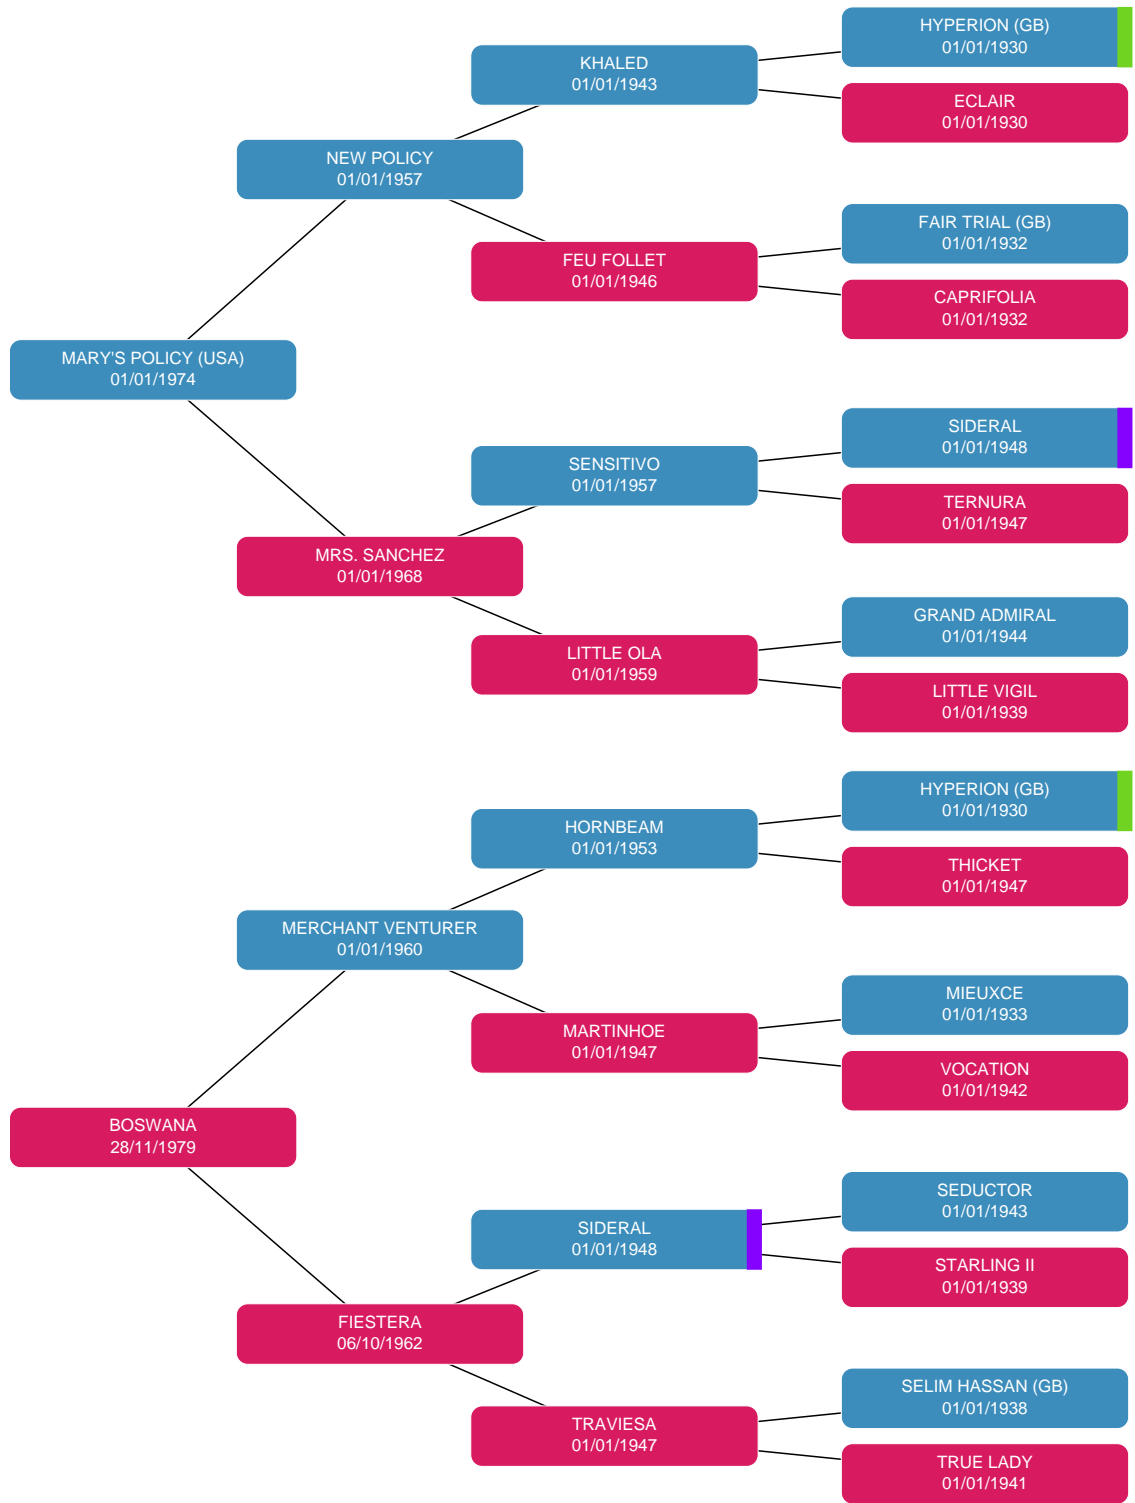 HYPERION (GB)
01/01/1930
KHALED
01/01/1943
ECLAIR
01/01/1930
NEW POLICY
01/01/1957
FAIR TRIAL (GB)
01/01/1932
FEU FOLLET
01/01/1946
CAPRIFOLIA
01/01/1932
MARY'S POLICY (USA)
01/01/1974
SIDERAL
01/01/1948
SENSITIVO
01/01/1957
TERNURA
01/01/1947
MRS. SANCHEZ
01/01/1968
GRAND ADMIRAL
01/01/1944
LITTLE OLA
01/01/1959
LITTLE VIGIL
01/01/1939
HYPERION (GB)
01/01/1930
HORNBEAM
01/01/1953
THICKET
01/01/1947
MERCHANT VENTURER
01/01/1960
MIEUXCE
01/01/1933
MARTINHOE
01/01/1947
VOCATION
01/01/1942
BOSWANA
28/11/1979
SEDUCTOR
01/01/1943
SIDERAL
01/01/1948
STARLING II
01/01/1939
FIESTERA
06/10/1962
SELIM HASSAN (GB)
01/01/1938
TRAVIESA
01/01/1947
TRUE LADY
01/01/1941